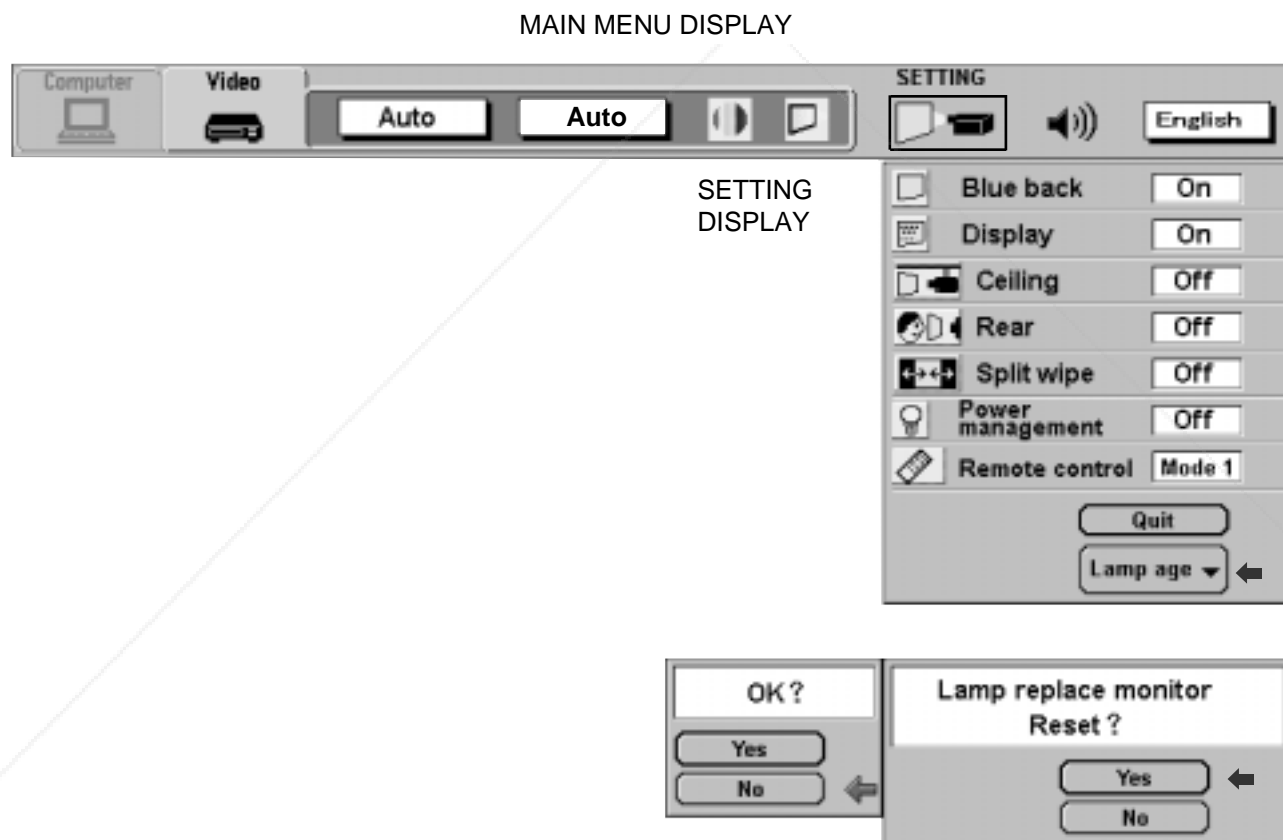 MAIN MENU DISPLAY
Computer
Video
Auto
Auto
SETTING
English
SETTING
DISPLAY
Blue back On
Display On
Ceiling Off
Rear Off
Split wipe Off
Power
management Off
Remote control Mode 1
Quit
Lamp age
OK?
Yes
No
Lamp replace monitor
Reset ?
Yes
No